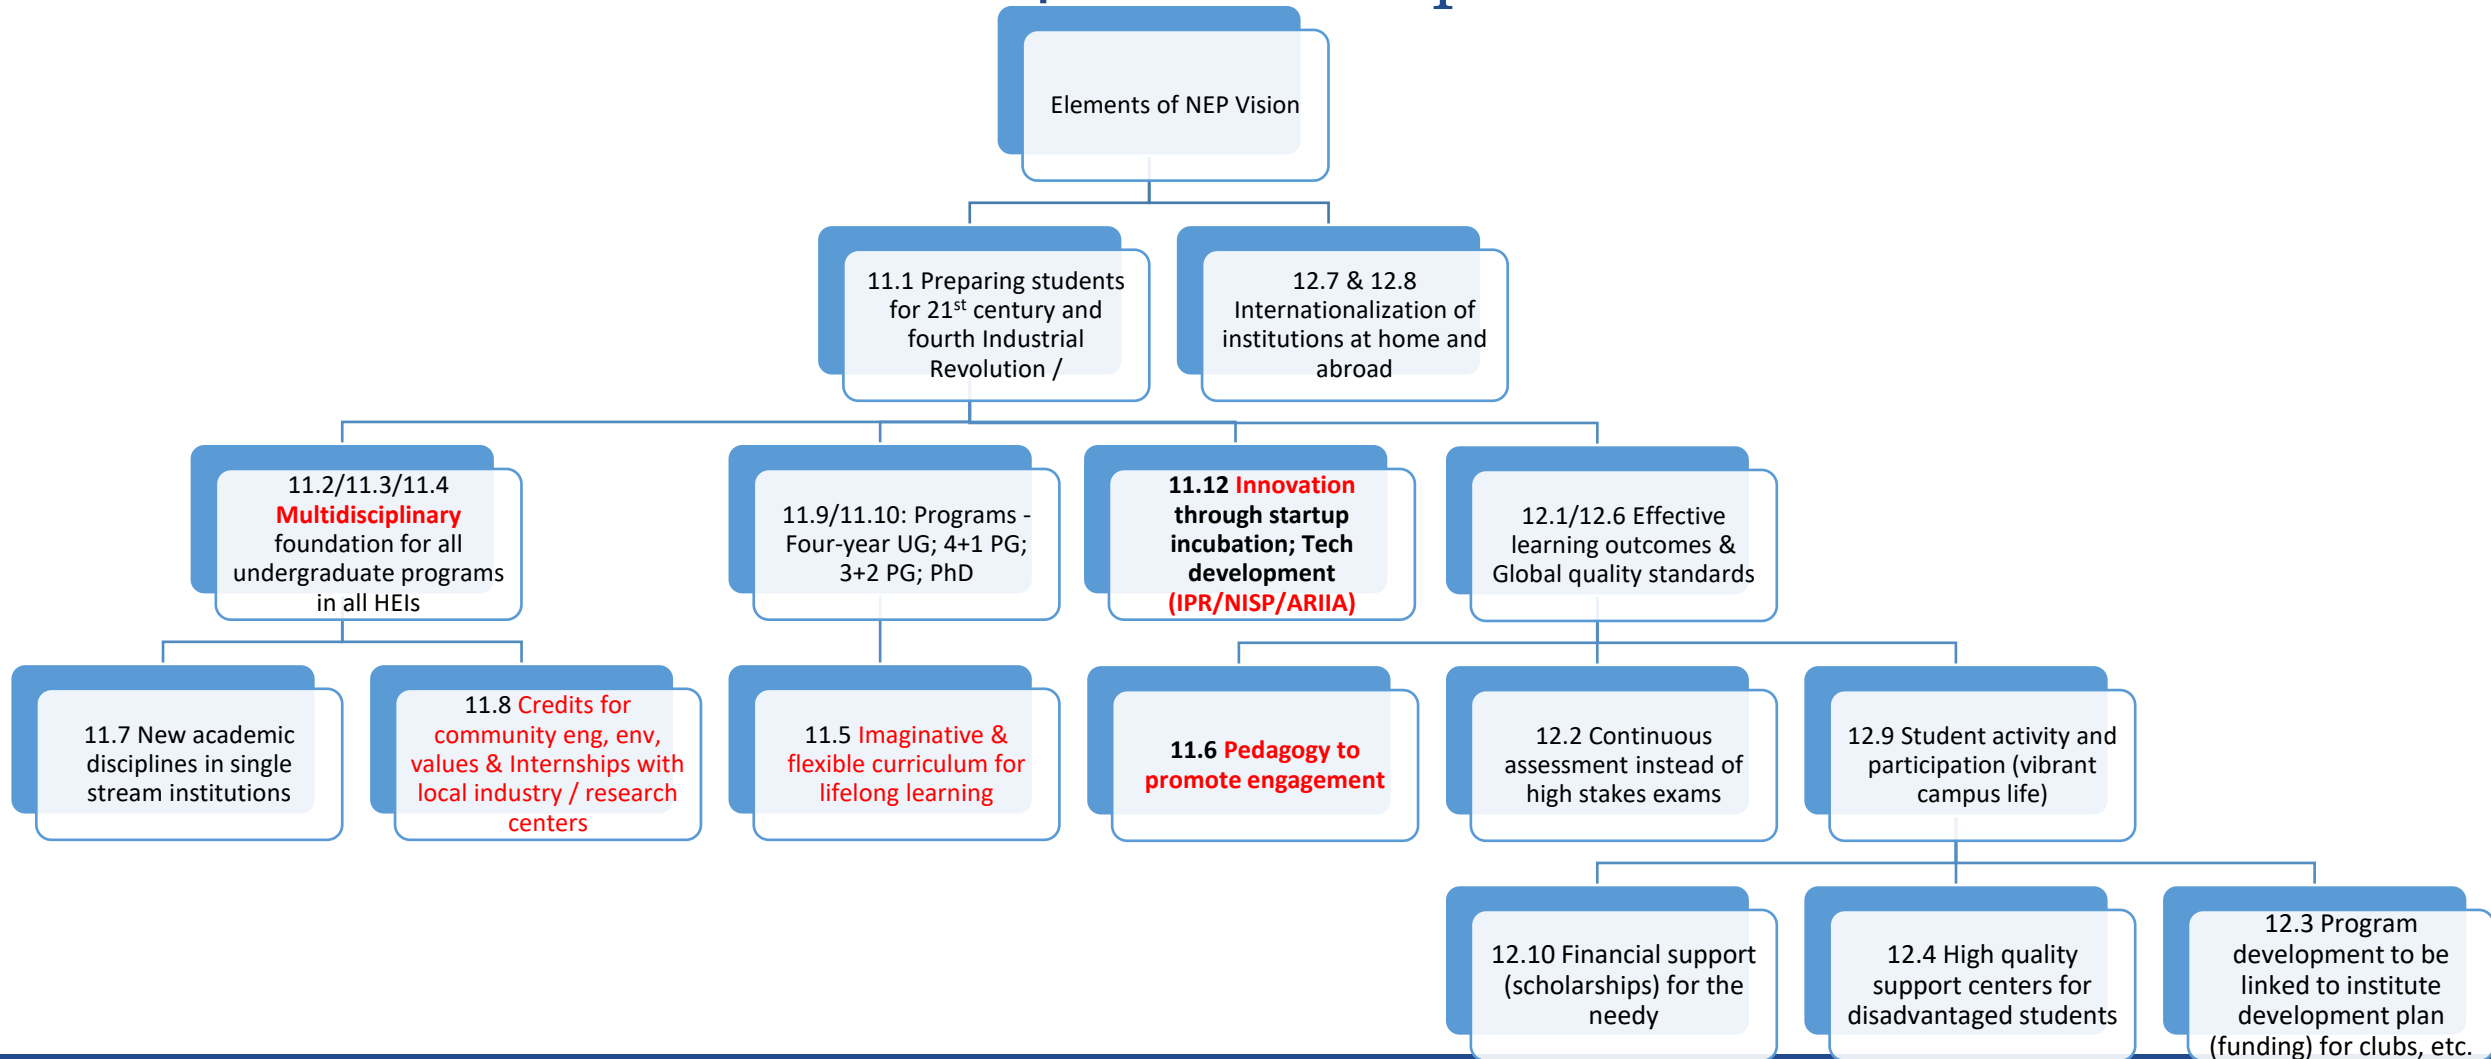 Elements of NEP Vision
11.1 Preparing students
for 21st century and
fourth Industrial
Revolution /
12.7 & 12.8
Internationalization of
institutions at home and
abroad
11.2/11.3/11.4
Multidisciplinary
foundation for all
undergraduate programs
in all HEIs
11.9/11.10: Programs -
Four-year UG; 4+1 PG;
3+2 PG; PhD
11.12 Innovation
through startup
incubation; Tech
development
(IPR/NISP/ARIIA)
12.1/12.6 Effective
learning outcomes &
Global quality standards
11.7 New academic
disciplines in single
stream institutions
11.8 Credits for
community eng, env,
values & Internships with
local industry / research
centers
11.5 Imaginative &
flexible curriculum for
lifelong learning
11.6 Pedagogy to
promote engagement
12.2 Continuous
assessment instead of
high stakes exams
12.9 Student activity and
participation (vibrant
campus life)
12.10 Financial support
(scholarships) for the
needy
12.4 High quality
support centers for
disadvantaged students
12.3 Program
development to be
linked to institute
development plan
(funding) for clubs, etc.